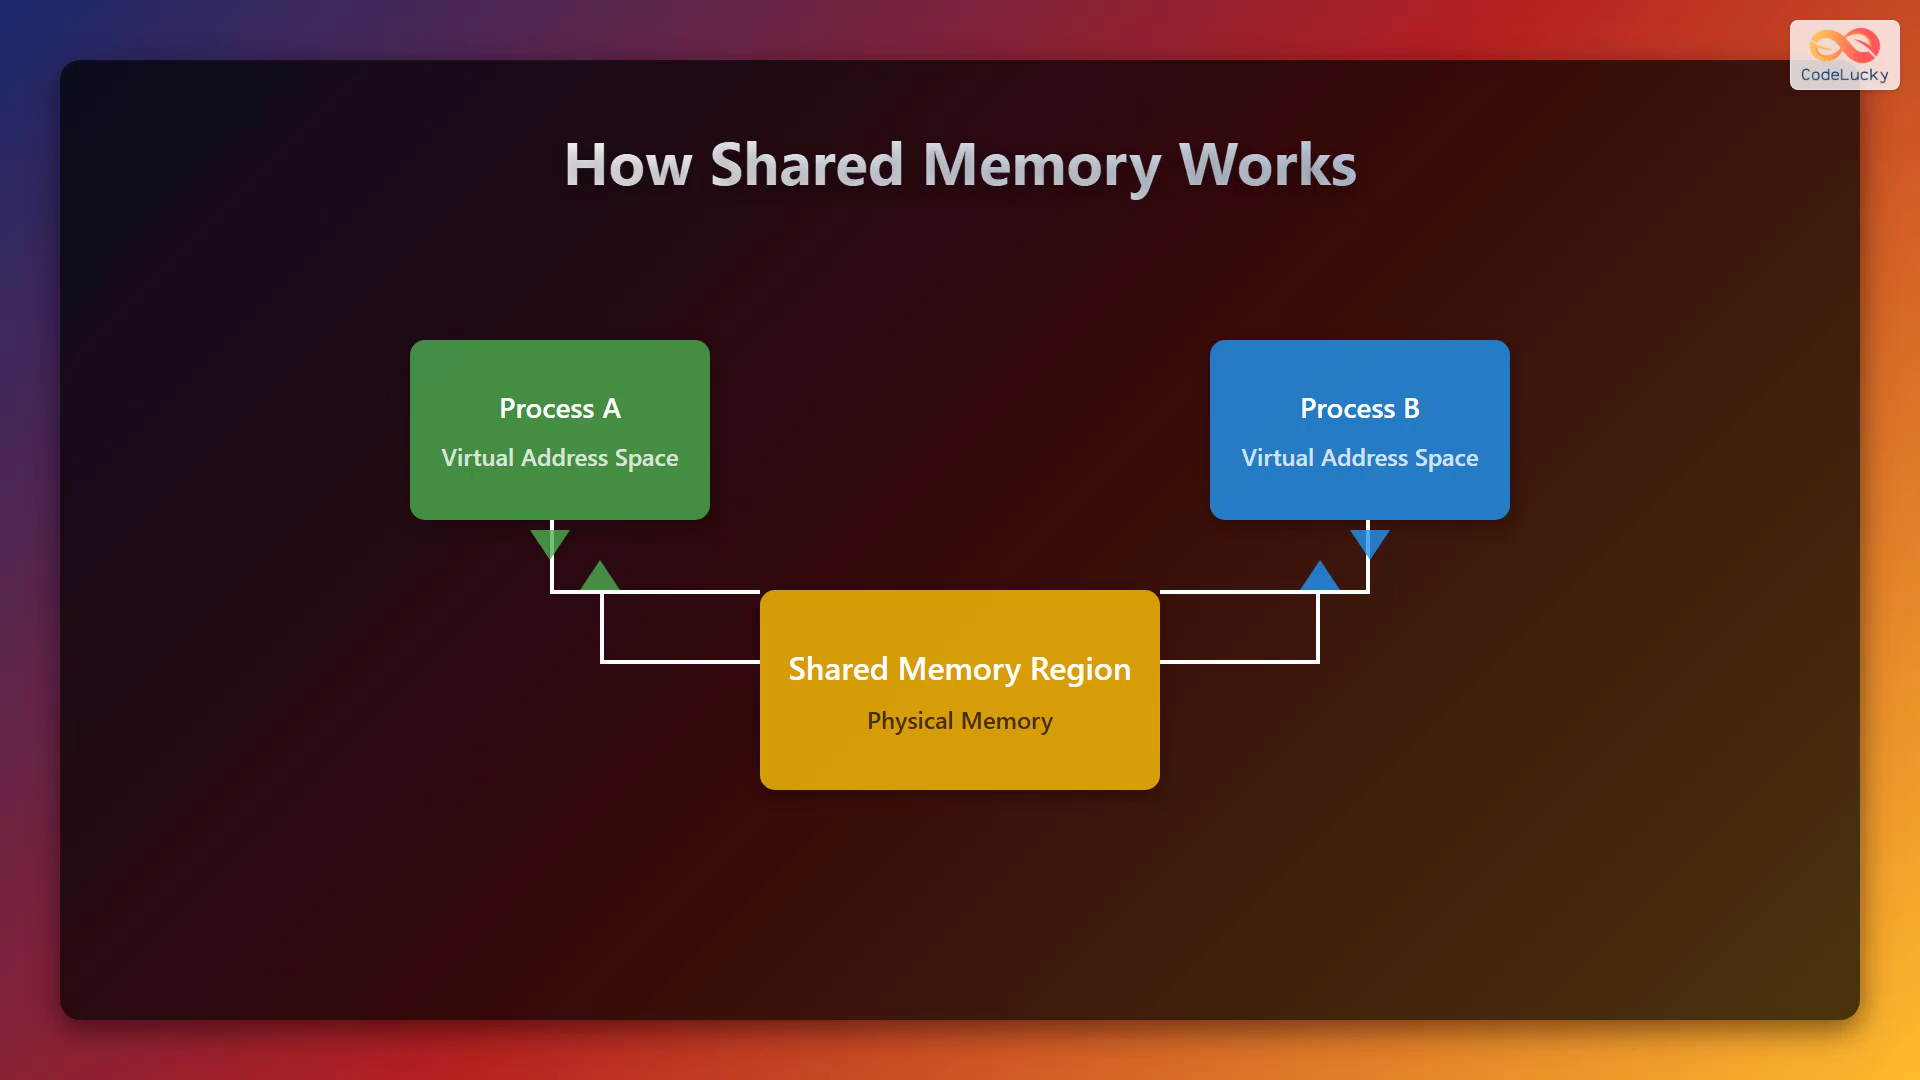 CodeLucky
How Shared Memory Works
Process A
Virtual Address Space
Process B
Virtual Address Space
Shared Memory Region
Physical Memory